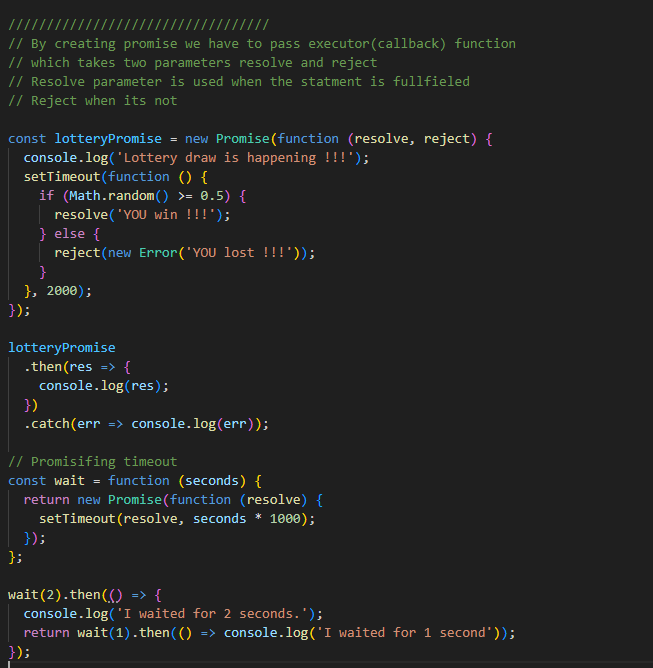 //////////////////////////////////
// By creating promise we have to pass executor(callback) function
// which takes two parameters resolve and reject
// Resolve parameter is used when the statment is fullfieled
// Reject when its not
const lotteryPromise = new Promise(function (resolve, reject) {
console.log('Lottery draw is happening !!!');
setTimeout(function () {
if (Math.random() >= 0.5) {
resolve('YOU win !!!');
} else {
reject(new Error('YOU lost !!!'));
}
}, 2000);
});
lotteryPromise
.then(res => {
console.log(res);
})
.catch(err => console.log(err));
// Promisifing timeout
const wait = function (seconds) {
return new Promise(function (resolve) {
setTimeout(resolve, seconds * 1000);
});
};
wait(2).then(() => {
console.log('I waited for 2 seconds.');
return wait(1).then(() => console.log('I waited for 1 second'));
});